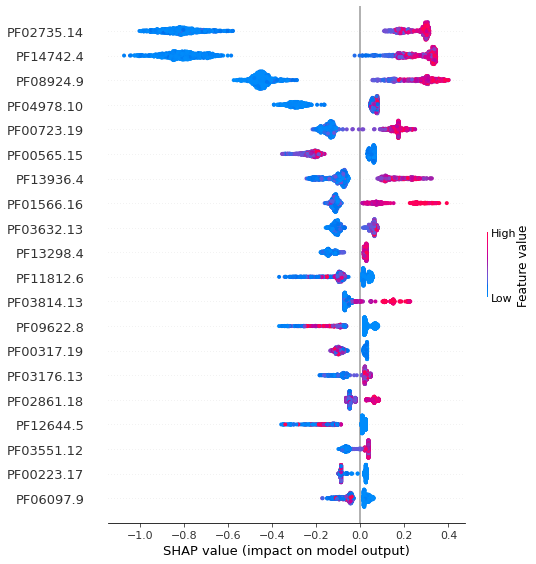 PF02735.14
PF14742.4
PF08924.9
PF04978.10
PF00723.19
PF00565.15
PF13936.4
PF01566.16
PF03632.13
PF13298.4
PF11812.6
PF03814.13
PF09622.8
PF00317.19
PF03176.13
PF02861.18
PF12644.5
PF03551.12
PF00223.17
PF06097.9
−1.0 −0.8 −0.6 −0.4 −0.2 0.0 0.2 0.4
SHAP value (impact on model output)
High
Low
Feature value